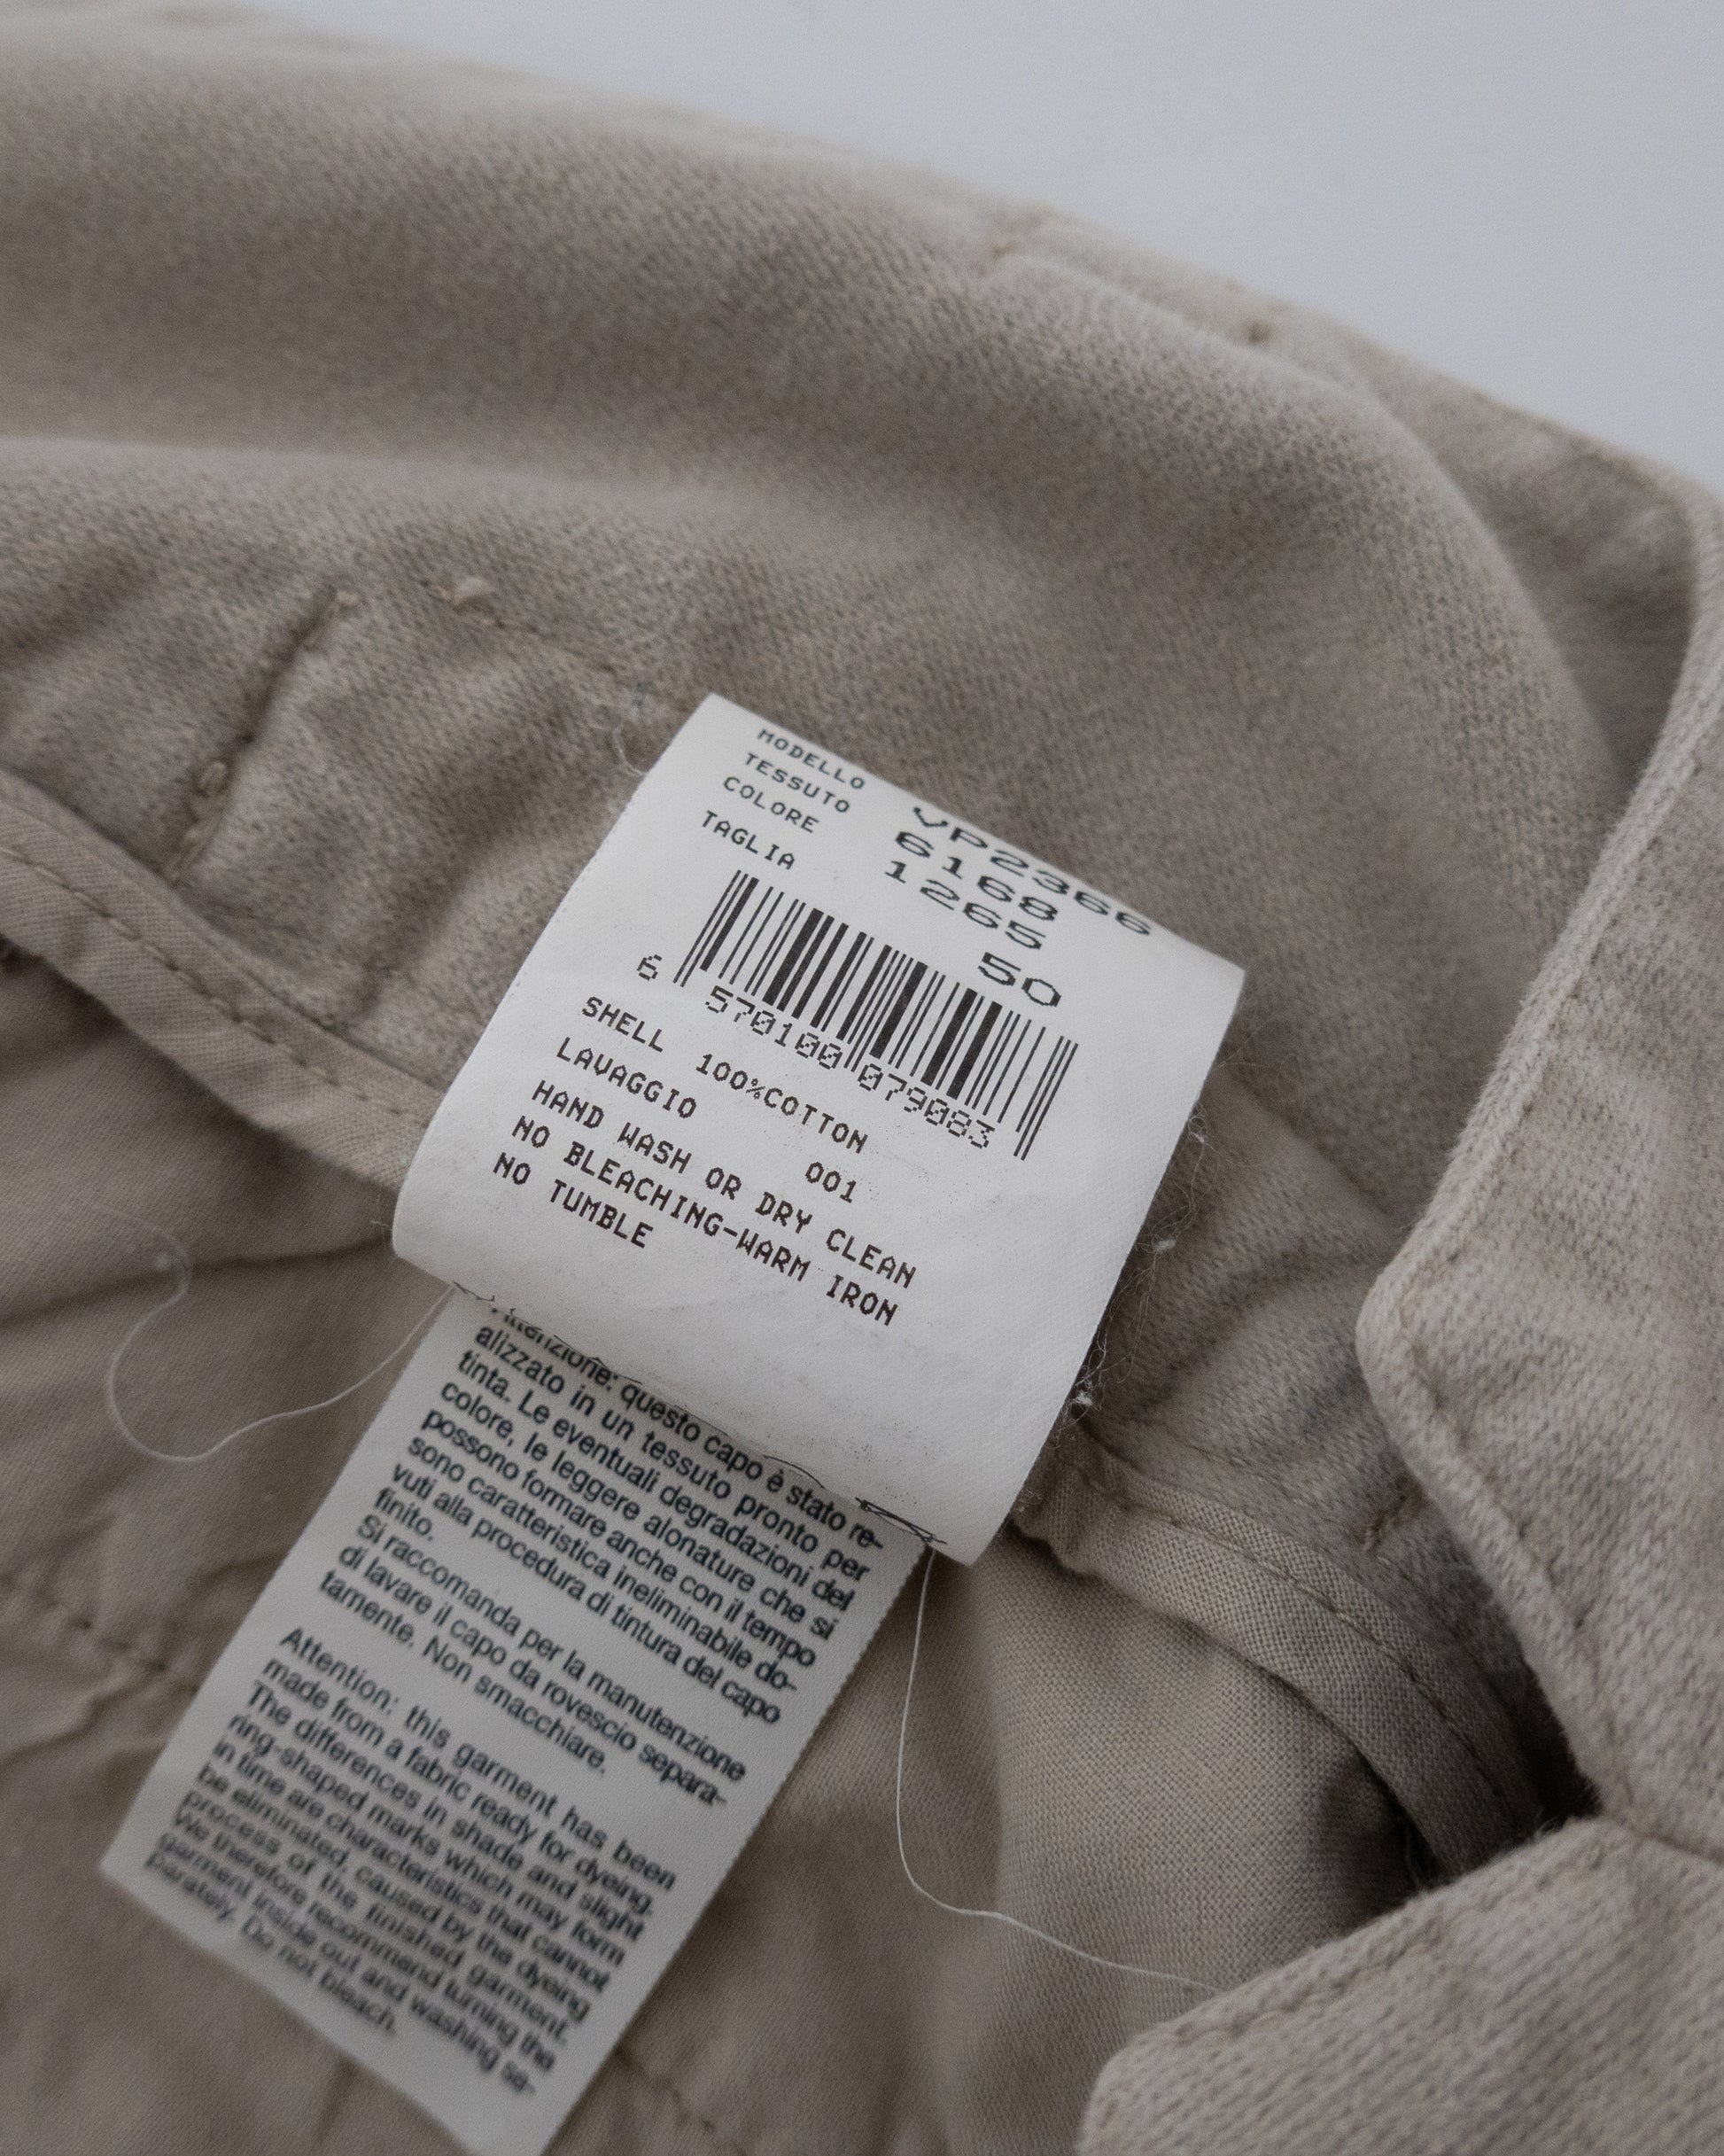 MODELLO VP2366
TESSUTO 6168
COLORE 1265
TAGLIA 50
6 570100 079083
SHELL 100%COTTON
LAVAGGIO 001
HAND WASH OR DRY CLEAN
NO BLEACHING-WARM IRON
NO TUMBLE
Attenzione: questo capo è stato re-
alizzato in un tessuto pronto per
tinta. Le eventuali degradazioni del
colore, le leggere alonature che si
possono formare anche con il tempo
sono caratteristica ineliminabile do-
vuti alla procedura di tintura del capo
finito.
Si raccomanda per la manutenzione
di lavare il capo da rovescio separa-
tamente. Non smacchiare.
Attention: this garment has been
made from a fabric ready for dyeing.
The differences in shade and slight
ring-shaped marks which may form
in time are characteristics that cannot
be eliminated, caused by the dyeing
process of the finished garment.
We therefore recommend turning the
garment inside out and washing se-
parately. Do not bleach.